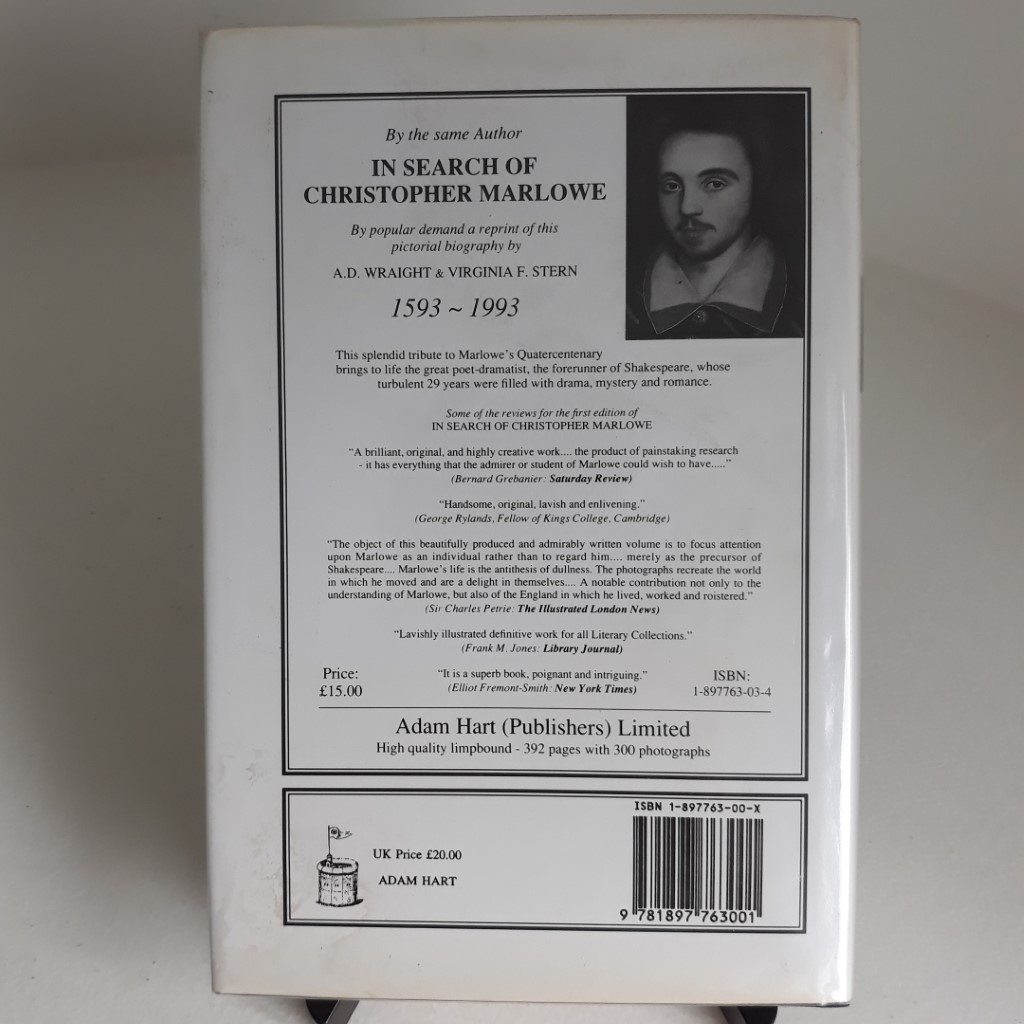 By the same Author
IN SEARCH OF
CHRISTOPHER MARLOWE
By popular demand a reprint of this
pictorial biography by
A.D. WRAIGHT & VIRGINIA F. STERN
1593 ~ 1993
This splendid tribute to Marlowe's Quatercentenary
brings to life the great poet-dramatist, the forerunner of Shakespeare, whose
turbulent 29 years were filled with drama, mystery and romance.
Some of the reviews for the first edition of
IN SEARCH OF CHRISTOPHER MARLOWE
"A brilliant, original, and highly creative work.... the product of painstaking research
- it has everything that the admirer or student of Marlowe could wish to have....."
(Bernard Grebanier: Saturday Review)
"Handsome, original, lavish and enlivening."
(George Rylands, Fellow of Kings College, Cambridge)
"The object of this beautifully produced and admirably written volume is to focus attention
upon Marlowe as an individual rather than to regard him.... merely as the precursor of
Shakespeare.... Marlowe's life is the antithesis of dullness. The photographs recreate the world
in which he moved and are a delight in themselves.... A notable contribution not only to the
understanding of Marlowe, but also of the England in which he lived, worked and roistered."
(Sir Charles Petrie: The Illustrated London News)
"Lavishly illustrated definitive work for all Literary Collections."
(Frank M. Jones: Library Journal)
"It is a superb book, poignant and intriguing."
(Elliot Fremont-Smith: New York Times)
Price:
£15.00
ISBN:
1-897763-03-4
Adam Hart (Publishers) Limited
High quality limpbound - 392 pages with 300 photographs
UK Price £20.00
ADAM HART
ISBN 1-897763-00-X
9 781897 763001